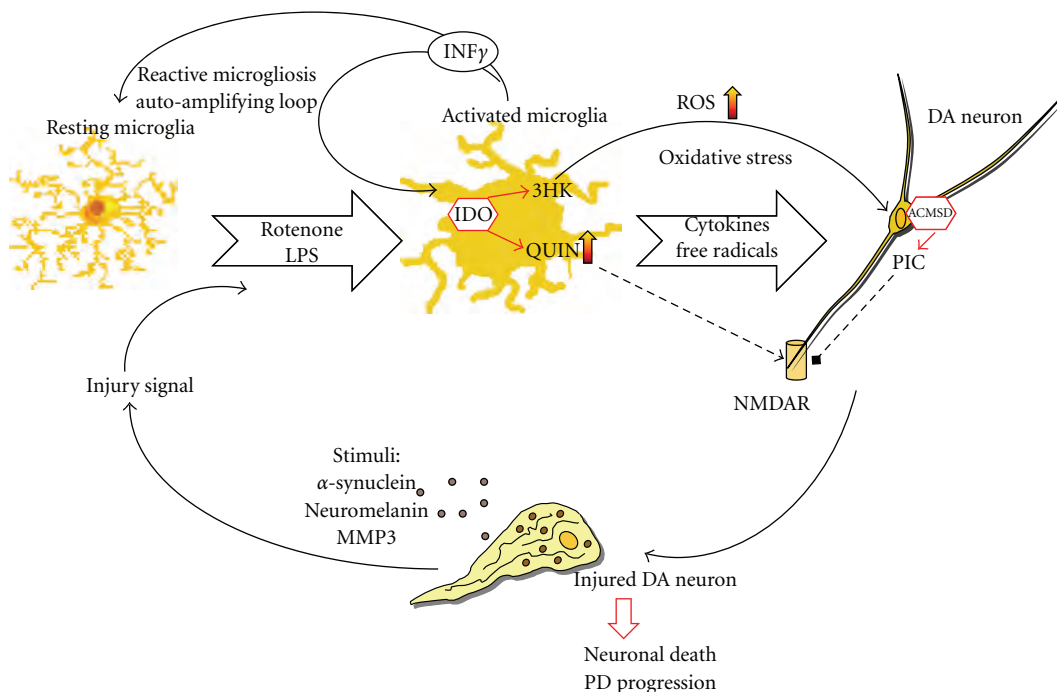 INFγ
Reactive microgliosis
auto-amplifying loop
Resting microglia
Activated microglia
ROS
DA neuron
Oxidative stress
3HK
IDO
QUIN
Rotenone
LPS
Cytokines
free radicals
ACMSD
PIC
NMDAR
Injury signal
Stimuli:
α-synuclein
Neuromelanin
MMP3
Injured DA neuron
Neuronal death
PD progression